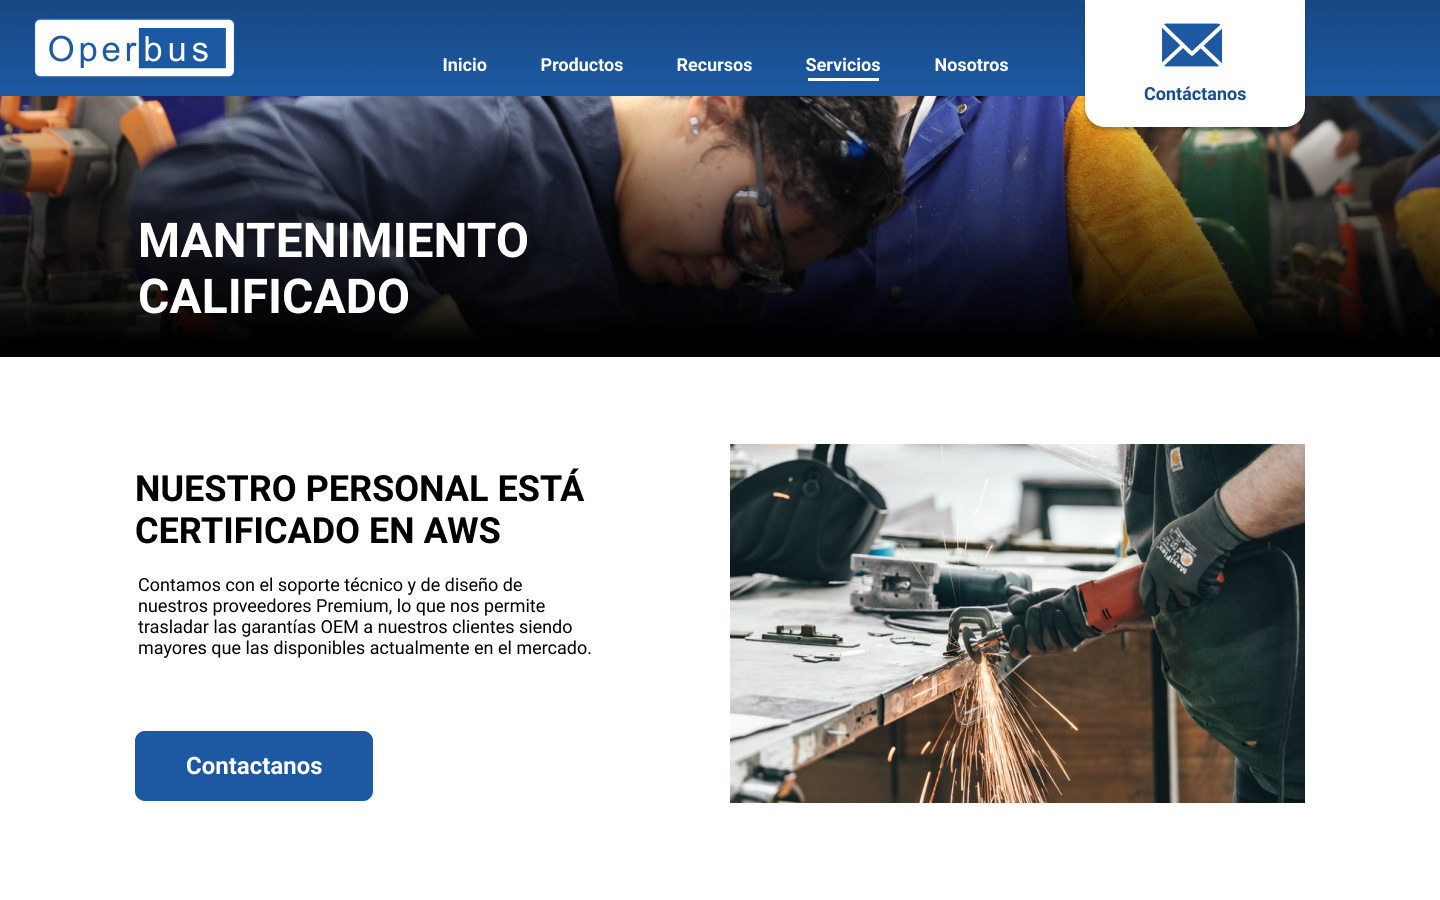 Operbus
Inicio
Productos
Recursos
Servicios
Nosotros
Contáctanos
MANTENIMIENTO
CALIFICADO
NUESTRO PERSONAL ESTÁ
CERTIFICADO EN AWS
Contamos con el soporte técnico y de diseño de
nuestros proveedores Premium, lo que nos permite
trasladar las garantías OEM a nuestros clientes siendo
mayores que las disponibles actualmente en el mercado.
Contactanos
MaxiFlex